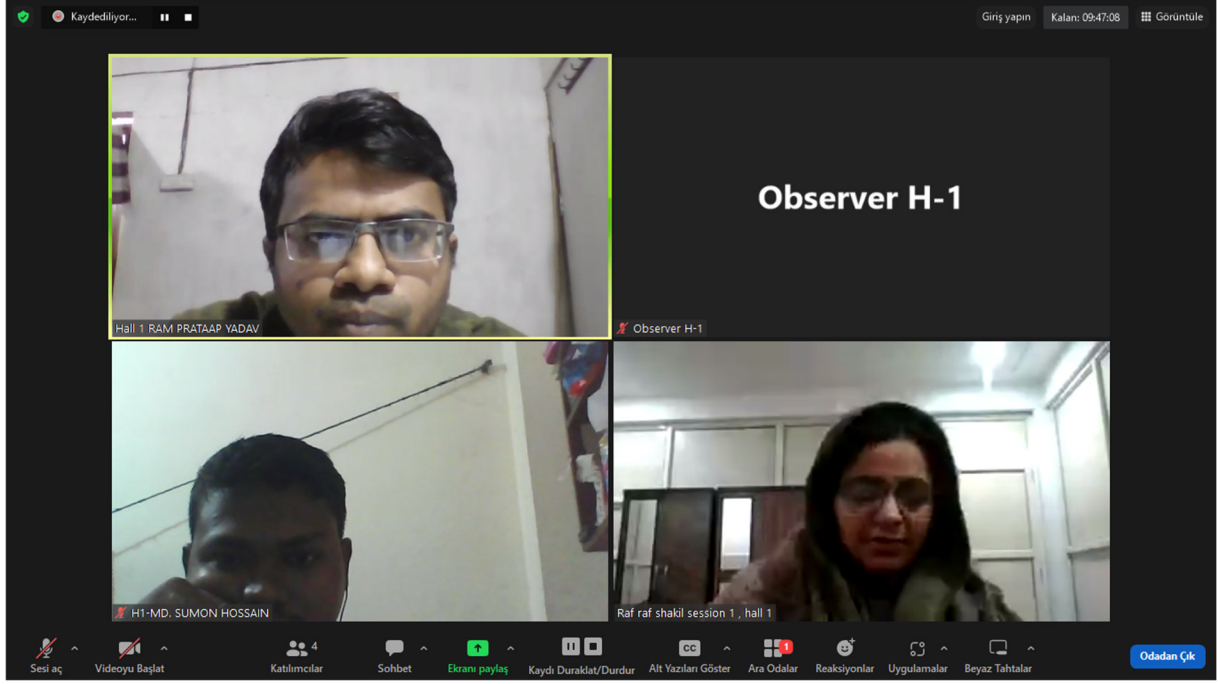 Kaydediliyor...
Giriş yapın
Kalan: 09:47:08
Görüntüle
Hall 1 RAM PRATAAP YADAV
Observer H-1
Observer H-1
H1-MD. SUMON HOSSAIN
Raf raf shakil session 1 , hall 1
Sesi aç
Videoyu Başlat
4
Katılımcılar
Sohbet
Ekranı paylaş
Kaydı Duraklat/Durdur
CC
Alt Yazıları Göster
1
Ara Odalar
Reaksiyonlar
Uygulamalar
Beyaz Tahtalar
Odadan Çık